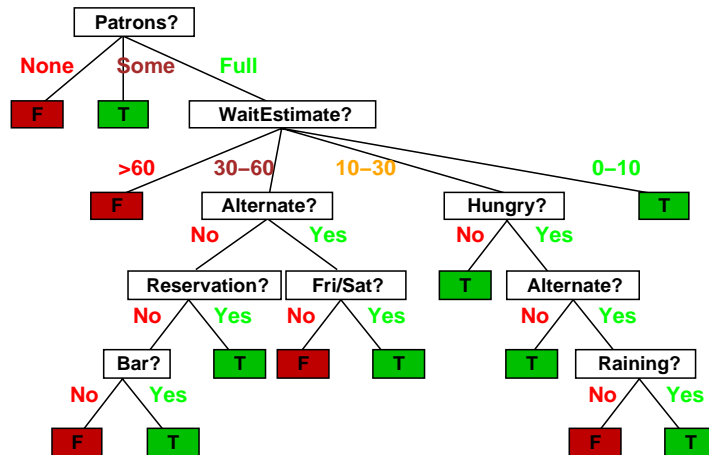 Patrons?
None Some Full
F T WaitEstimate?
>60 30–60 10–30 0–10
F Alternate? Hungry? T
No Yes No Yes
Reservation? Fri/Sat? T Alternate?
No Yes No Yes No Yes
Bar? T F T T Raining?
No Yes No Yes
F T F T